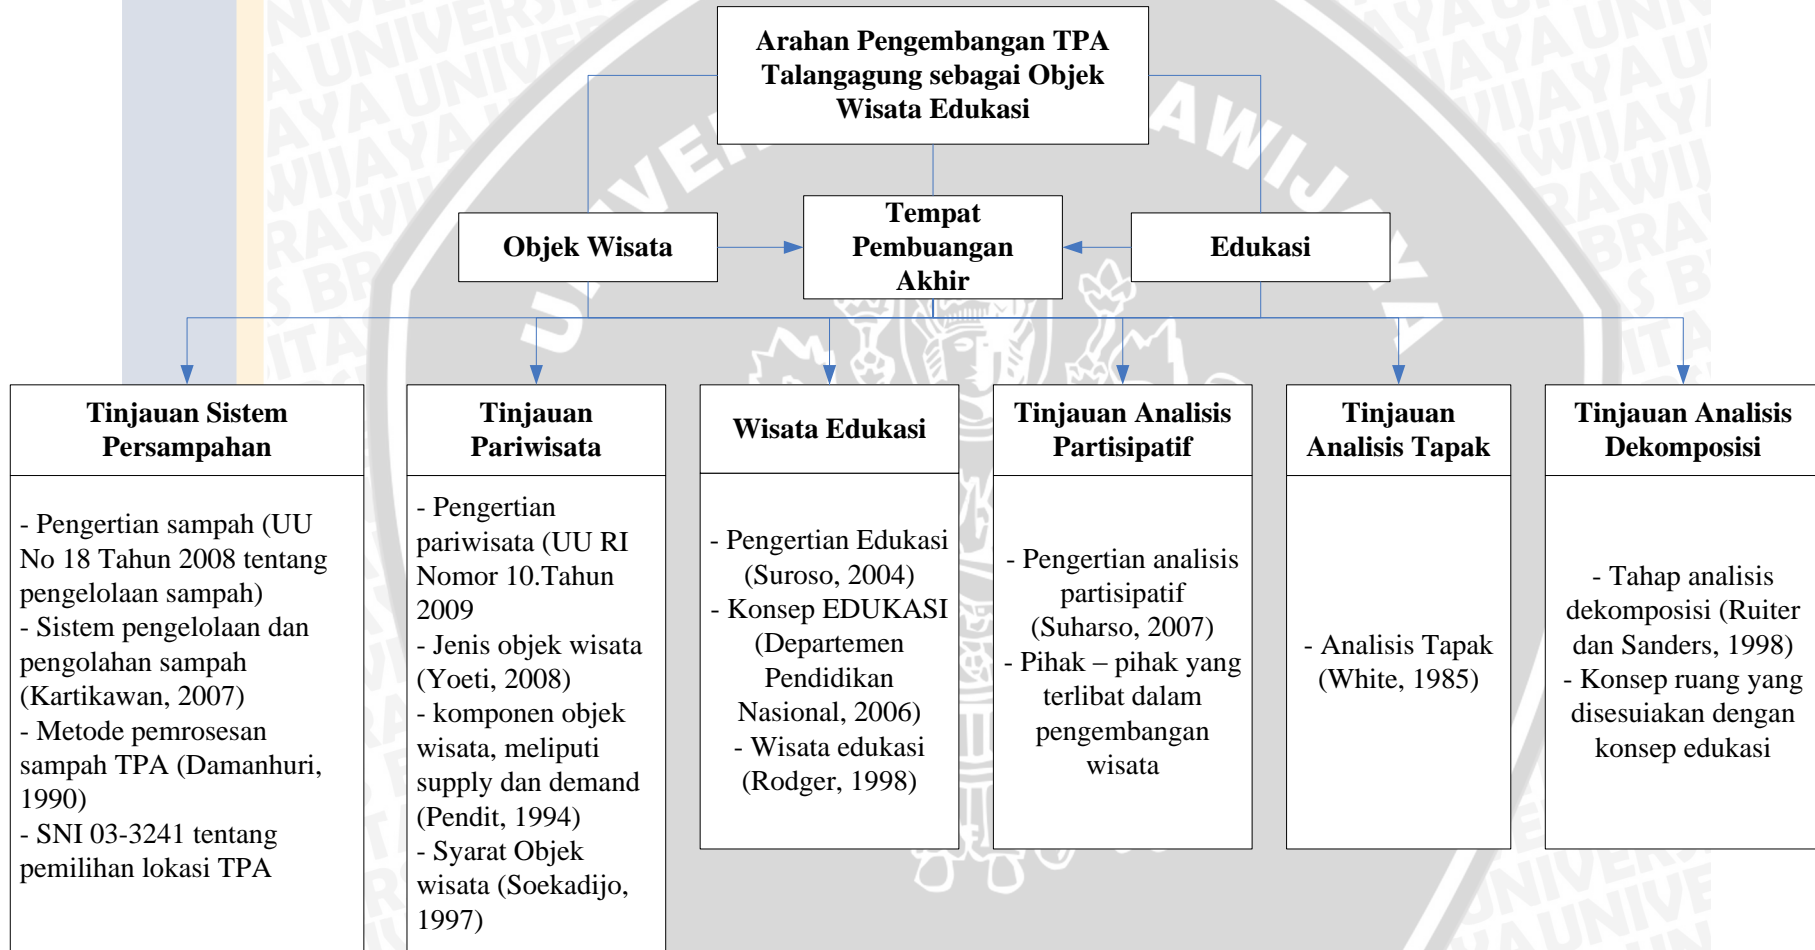 Arahan Pengembangan TPA
Talangagung sebagai Objek
Wisata Edukasi
Objek Wisata
Tempat
Pembuangan
Akhir
Edukasi
Tinjauan Sistem
Persampahan
- Pengertian sampah (UU
No 18 Tahun 2008 tentang
pengelolaan sampah)
- Sistem pengelolaan dan
pengolahan sampah
(Kartikawan, 2007)
- Metode pemrosesan
sampah TPA (Damanhuri,
1990)
- SNI 03-3241 tentang
pemilihan lokasi TPA
Tinjauan
Pariwisata
- Pengertian
pariwisata (UU RI
Nomor 10.Tahun
2009
- Jenis objek wisata
(Yoeti, 2008)
- komponen objek
wisata, meliputi
supply dan demand
(Pendit, 1994)
- Syarat Objek
wisata (Soekadijo,
1997)
Wisata Edukasi
- Pengertian Edukasi
(Suroso, 2004)
- Konsep EDUKASI
(Departemen
Pendidikan
Nasional, 2006)
- Wisata edukasi
(Rodger, 1998)
Tinjauan Analisis
Partisipatif
- Pengertian analisis
partisipatif
(Suharso, 2007)
- Pihak – pihak yang
terlibat dalam
pengembangan
wisata
Tinjauan
Analisis Tapak
- Analisis Tapak
(White, 1985)
Tinjauan Analisis
Dekomposisi
- Tahap analisis
dekomposisi (Ruiter
dan Sanders, 1998)
- Konsep ruang yang
disesuiakan dengan
konsep edukasi